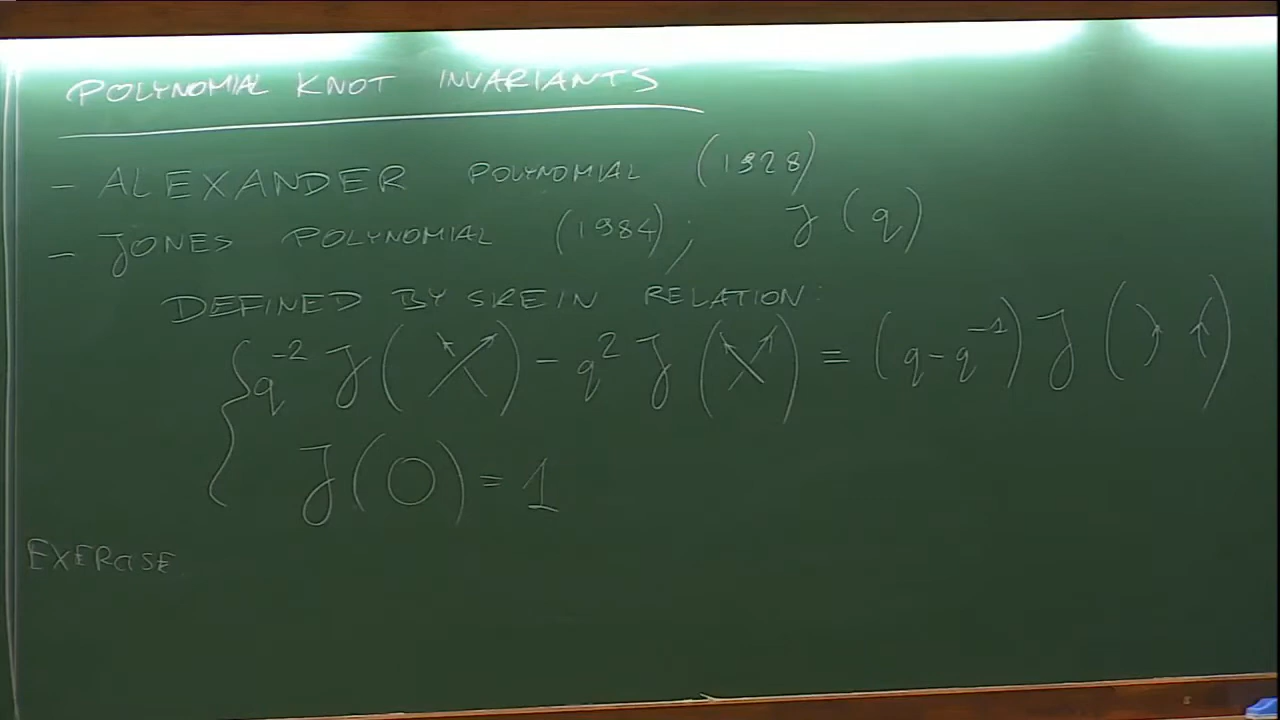 POLYNOMIAL KNOT INVARIANTS
- ALEXANDER POLYNOMIAL (1928)
- JONES POLYNOMIAL (1984); J(q)
DEFINED BY SKEIN RELATION:
q^-2 J( ) - q^2 J( ) = (q - q^-1) J( )
J(O) = 1
EXERCISE